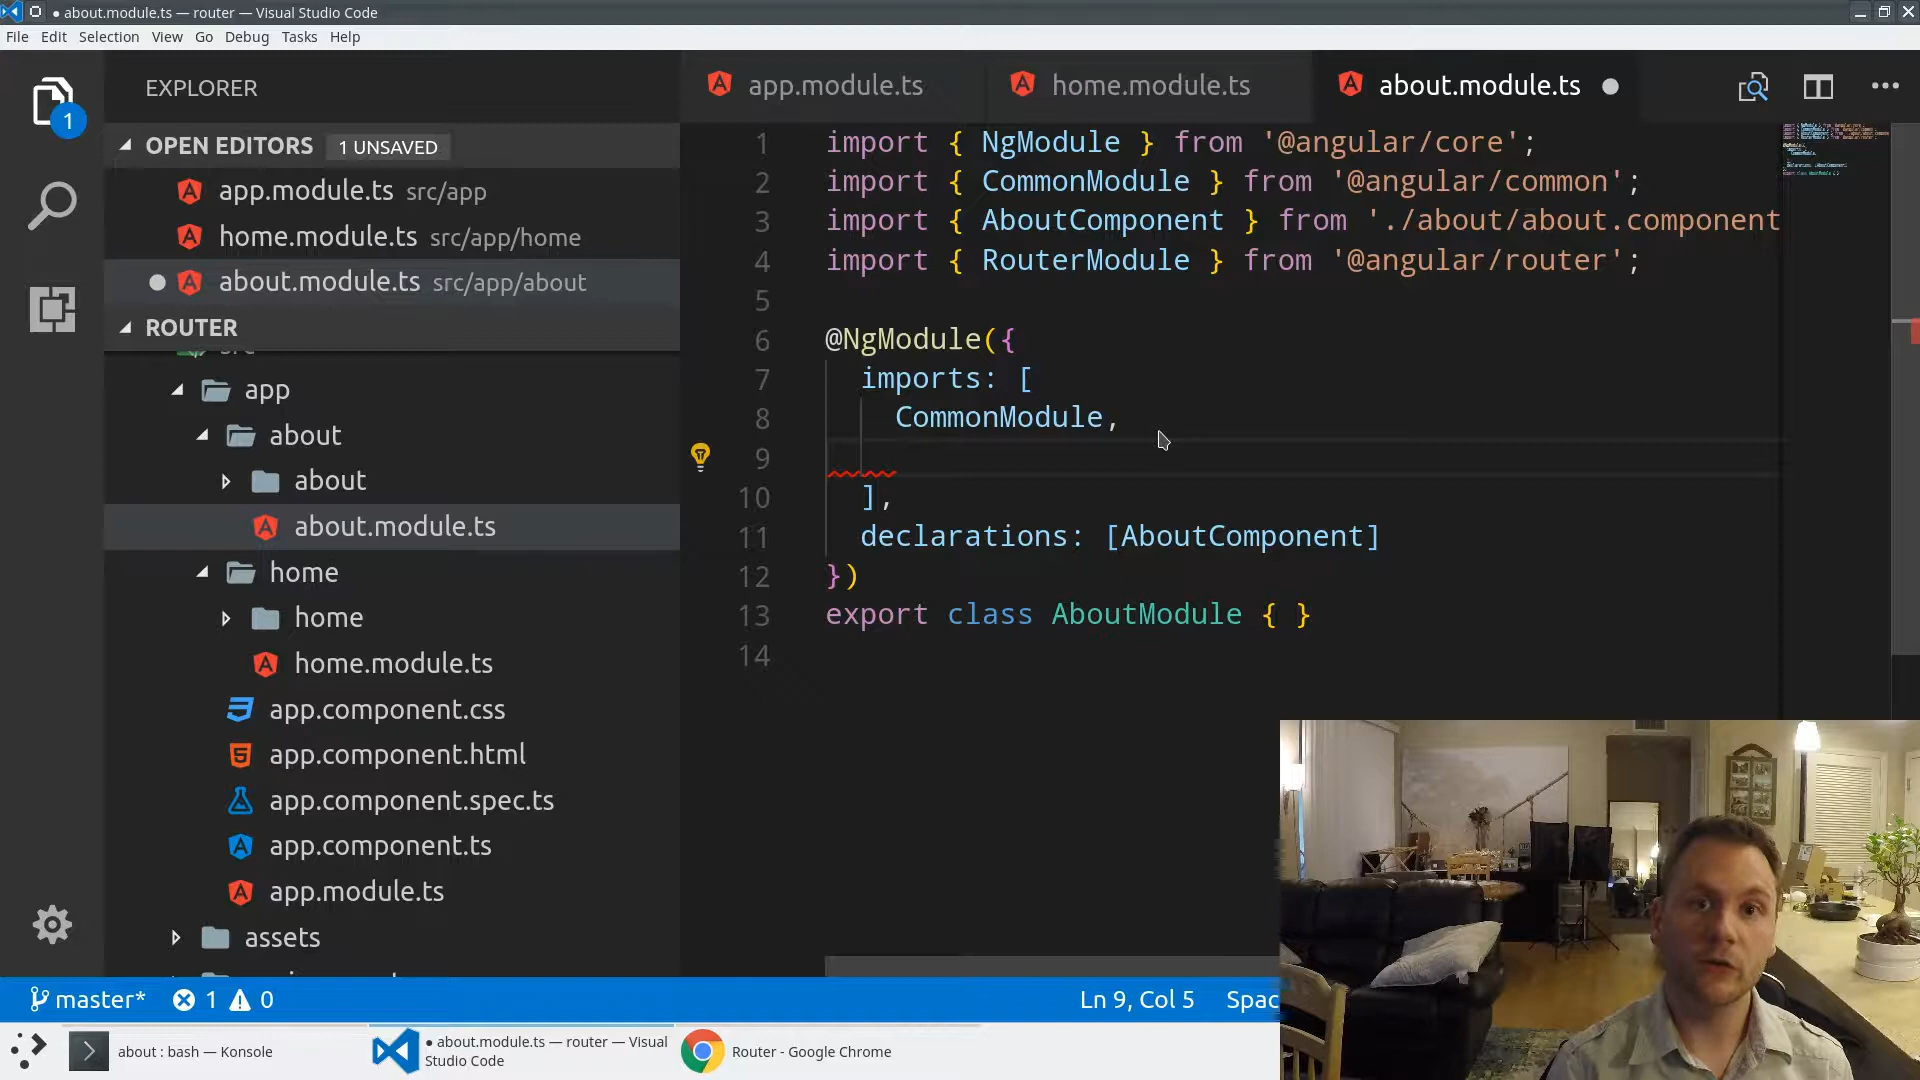 about.module.ts — router — Visual Studio Code
File Edit Selection View Go Debug Tasks Help
EXPLORER
1
OPEN EDITORS 1 UNSAVED
app.module.ts src/app
home.module.ts src/app/home
about.module.ts src/app/about
ROUTER
app
about
about
about.module.ts
home
home
home.module.ts
app.component.css
app.component.html
app.component.spec.ts
app.component.ts
app.module.ts
assets
app.module.ts home.module.ts about.module.ts
1 import { NgModule } from '@angular/core';
2 import { CommonModule } from '@angular/common';
3 import { AboutComponent } from './about/about.component
4 import { RouterModule } from '@angular/router';
5
6 @NgModule({
7 imports: [
8 CommonModule,
9
10 ],
11 declarations: [AboutComponent]
12 })
13 export class AboutModule { }
14
master* 1 0 Ln 9, Col 5 Spac
about : bash — Konsole
• about.module.ts — router — Visual
Studio Code
Router - Google Chrome